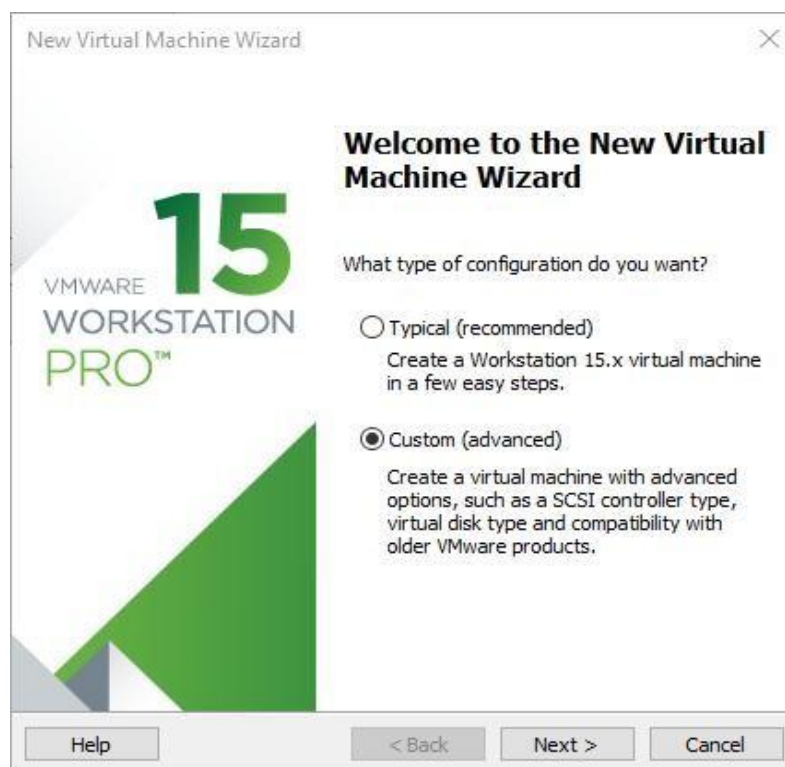 New Virtual Machine Wizard
VMWARE 15
WORKSTATION
PRO™
Welcome to the New Virtual
Machine Wizard
What type of configuration do you want?
Typical (recommended)
Create a Workstation 15.x virtual machine
in a few easy steps.
Custom (advanced)
Create a virtual machine with advanced
options, such as a SCSI controller type,
virtual disk type and compatibility with
older VMware products.
Help
< Back
Next >
Cancel